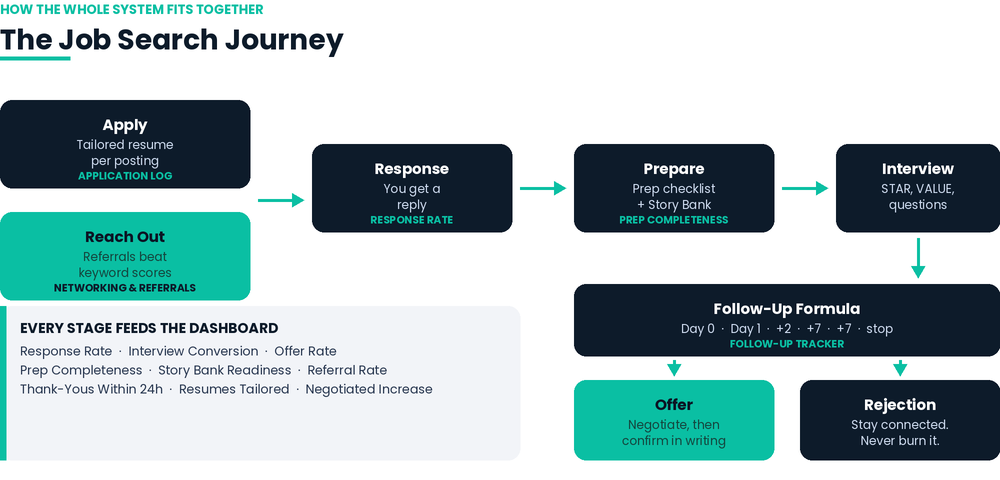 HOW THE WHOLE SYSTEM FITS TOGETHER
The Job Search Journey
Apply
Tailored resume
per posting
APPLICATION LOG
Reach Out
Referrals beat
keyword scores
NETWORKING & REFERRALS
Response
You get a
reply
RESPONSE RATE
Prepare
Prep checklist
+ Story Bank
PREP COMPLETENESS
Interview
STAR, VALUE,
questions
Follow-Up Formula
Day 0 · Day 1 · +2 · +7 · +7 · stop
FOLLOW-UP TRACKER
Offer
Negotiate, then
confirm in writing
Rejection
Stay connected.
Never burn it.
EVERY STAGE FEEDS THE DASHBOARD
Response Rate · Interview Conversion · Offer Rate
Prep Completeness · Story Bank Readiness · Referral Rate
Thank-Yous Within 24h · Resumes Tailored · Negotiated Increase